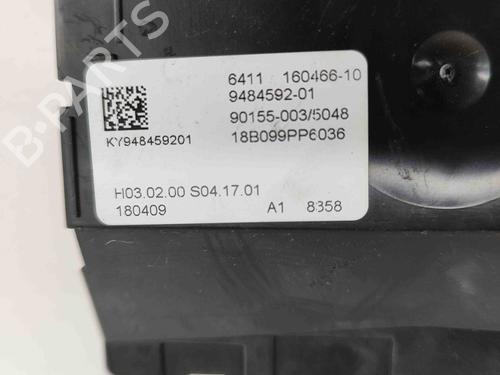 6411 160466-10
9484592-01
90155-003/5048
KY948459201 18B099PP6036
H03.02.00 S04.17.01
180409 A1 8358
B-PARTS